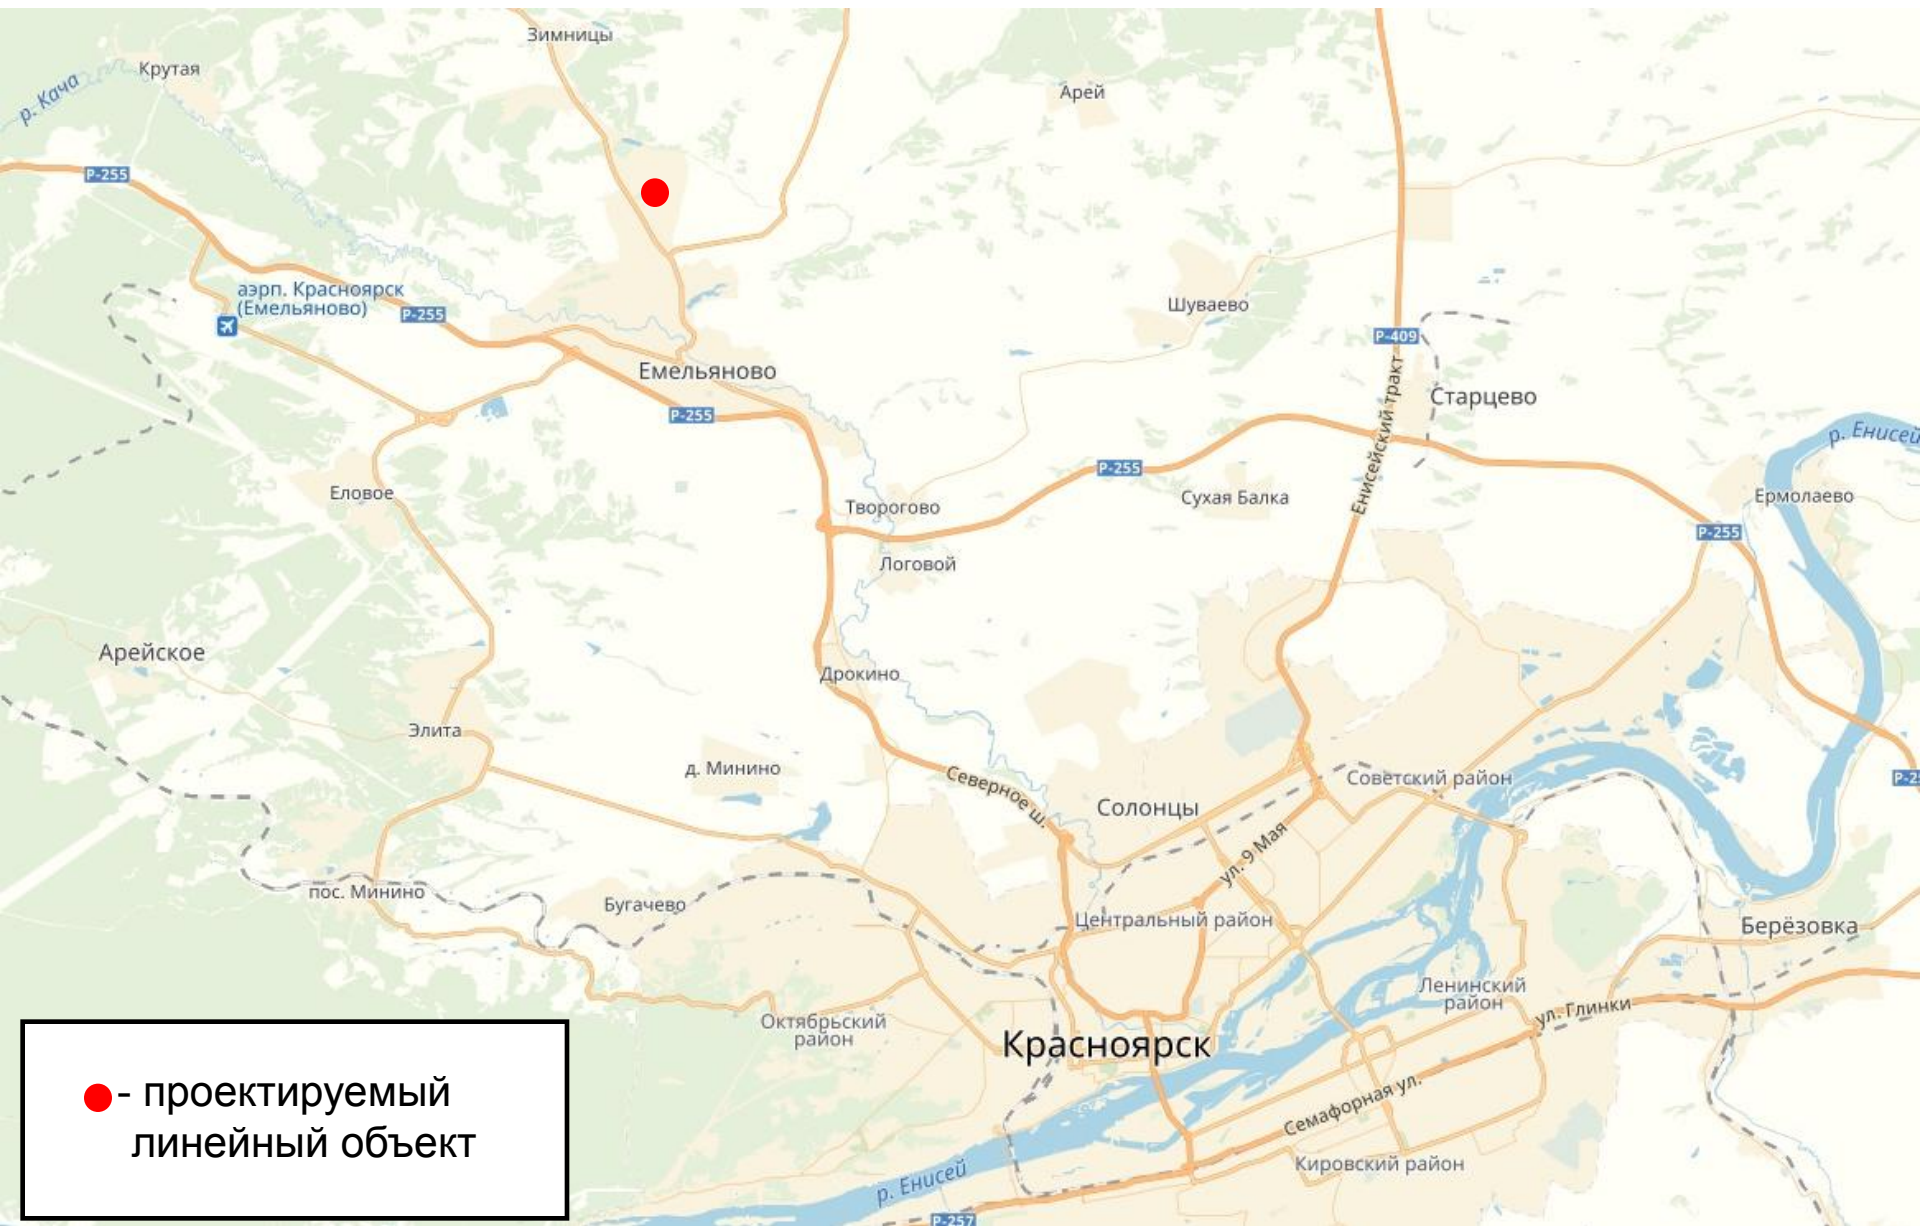 Зимницы
Крутая
р. Кача
Арей
Р-255
аэрп. Красноярск
(Емельяново)
Р-255
Шуваево
Р-409
Емельяново
Р-255
Енисейский тракт
Старцево
р. Енисей
Р-255
Еловое
Творогово
Сухая Балка
Ермолаево
Р-255
Логовой
Арейское
Дрокино
Элита
д. Минино
Северное ш.
Солонцы
Советский район
Р-2
ул. 9 Мая
пос. Минино
Бугачево
Центральный район
Берёзовка
Ленинский
район
ул. Глинки
Октябрьский
район
Красноярск
Семафорная ул.
Кировский район
р. Енисей
Р-257
- проектируемый
линейный объект